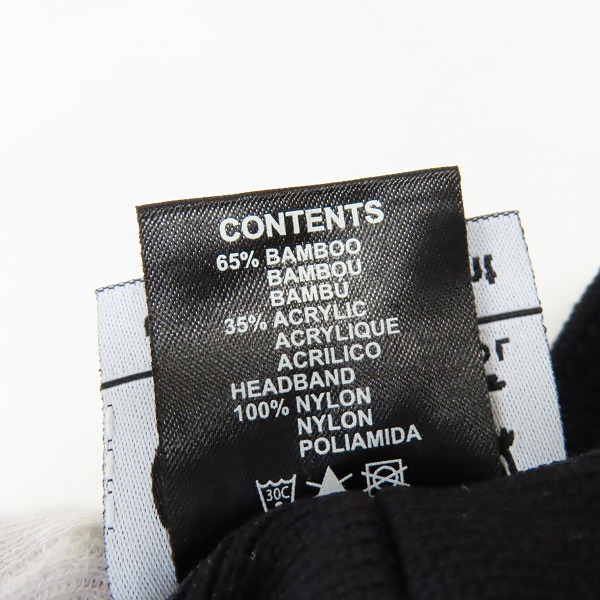 CONTENTS
65% BAMBOO
BAMBOU
BAMBU
35% ACRYLIC
ACRYLIQUE
ACRILICO
HEADBAND
100% NYLON
NYLON
POLIAMIDA
30C